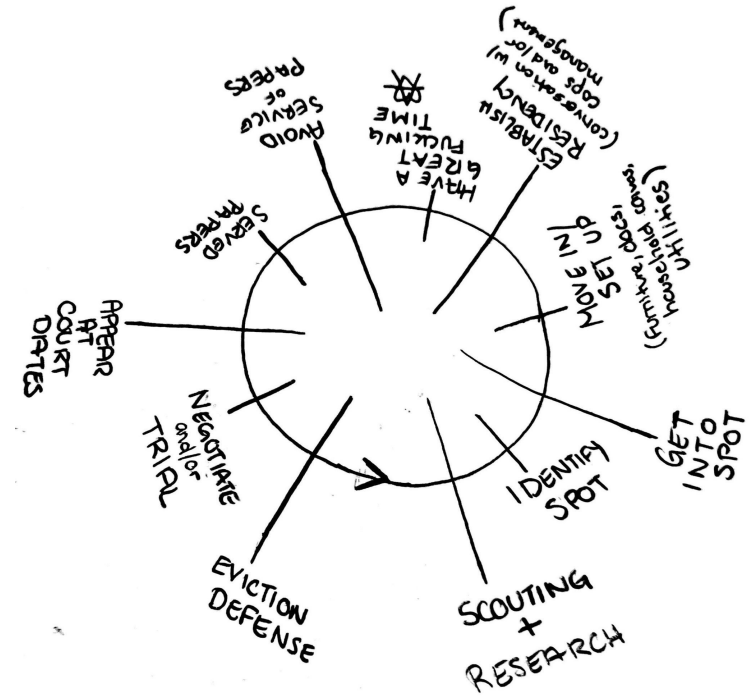 SCOUTING
+
RESEARCH
IDENTIFY
SPOT
GET
INTO
SPOT
MOVE IN/
SET UP
(furniture, docs,
household convos,
utilities)
ESTABLISH
RESIDENCY
(conversation w/
cops and/or
management)
HAVE A
GREAT
FUCKING
TIME
AVOID
SERVICE
OF
PAPERS
SERVED
PAPERS
APPEAR
AT
COURT
DATES
NEGOTIATE
and/or
TRIAL
EVICTION
DEFENSE